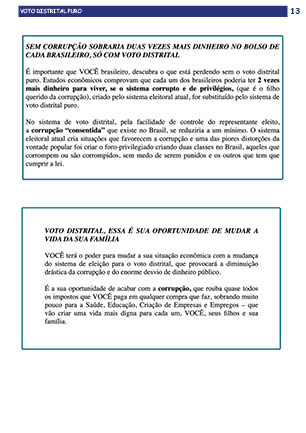 VOTO DISTRITAL PURO
13
SEM CORRUPÇÃO SOBRARIA DUAS VEZES MAIS DINHEIRO NO BOLSO DE
CADA BRASILEIRO, SÓ COM VOTO DISTRITAL
É importante que VOCÊ brasileiro, descubra o que está perdendo sem o voto distrital
puro. Estudos econômicos comprovam que cada um dos brasileiros poderia ter 2 vezes
mais dinheiro para viver, se o sistema corrupto e de privilégios, (que é o filho
querido da corrupção), criado pelo sistema eleitoral atual, for substituído pelo sistema de
voto distrital puro.
No sistema de voto distrital, pela facilidade de controle do representante eleito,
a corrupção “consentida” que existe no Brasil, se reduziria a um mínimo. O sistema
eleitoral atual cria situações que favorecem a corrupção e uma das piores distorções da
vontade popular foi criar o foro-privilegiado criando duas classes no Brasil, aqueles que
corrompem ou são corrompidos, sem medo de serem punidos e os outros que tem que
cumprir a lei.
VOTO DISTRITAL, ESSA É SUA OPORTUNIDADE DE MUDAR A
VIDA DA SUA FAMÍLIA
VOCÊ terá o poder para mudar a sua situação econômica com a mudança
do sistema de eleição para o voto distrital, que provocará a diminuição
drástica da corrupção e do enorme desvio de dinheiro público.
É a sua oportunidade de acabar com a corrupção, que rouba quase todos
os impostos que VOCÊ paga em qualquer compra que faz, sobrando muito
pouco para a Saúde, Educação, Criação de Empresas e Empregos – que
vão criar uma vida mais digna para cada um, VOCÊ, seus filhos e sua
família.